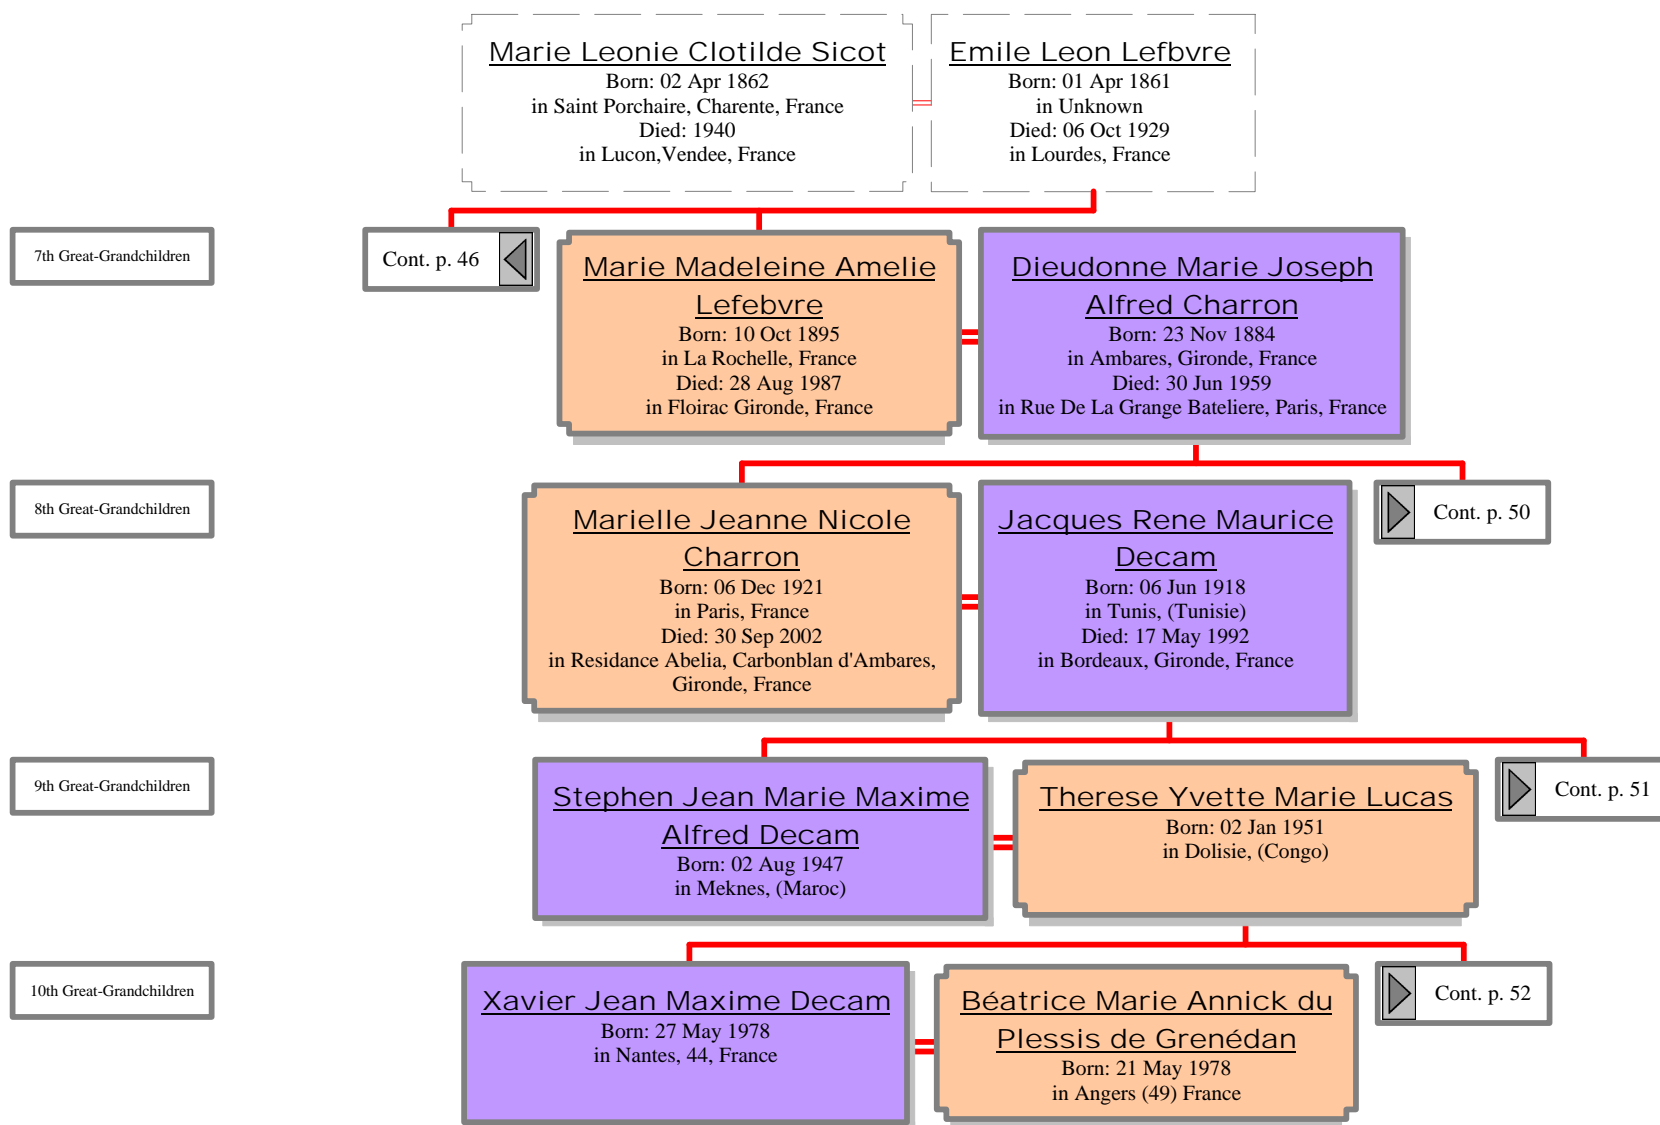 Marie Leonie Clotilde Sicot
Born: 02 Apr 1862
in Saint Porchaire, Charente, France
Died: 1940
in Lucon,Vendee, France
Emile Leon Lefbvre
Born: 01 Apr 1861
in Unknown
Died: 06 Oct 1929
in Lourdes, France
7th Great-Grandchildren
Cont. p. 46
Marie Madeleine Amelie
Lefebvre
Born: 10 Oct 1895
in La Rochelle, France
Died: 28 Aug 1987
in Floirac Gironde, France
Dieudonne Marie Joseph
Alfred Charron
Born: 23 Nov 1884
in Ambares, Gironde, France
Died: 30 Jun 1959
in Rue De La Grange Bateliere, Paris, France
8th Great-Grandchildren
Marielle Jeanne Nicole
Charron
Born: 06 Dec 1921
in Paris, France
Died: 30 Sep 2002
in Residance Abelia, Carbonblan d'Ambares,
Gironde, France
Jacques Rene Maurice
Decam
Born: 06 Jun 1918
in Tunis, (Tunisie)
Died: 17 May 1992
in Bordeaux, Gironde, France
Cont. p. 50
9th Great-Grandchildren
Stephen Jean Marie Maxime
Alfred Decam
Born: 02 Aug 1947
in Meknes, (Maroc)
Therese Yvette Marie Lucas
Born: 02 Jan 1951
in Dolisie, (Congo)
Cont. p. 51
10th Great-Grandchildren
Xavier Jean Maxime Decam
Born: 27 May 1978
in Nantes, 44, France
Béatrice Marie Annick du
Plessis de Grenédan
Born: 21 May 1978
in Angers (49) France
Cont. p. 52